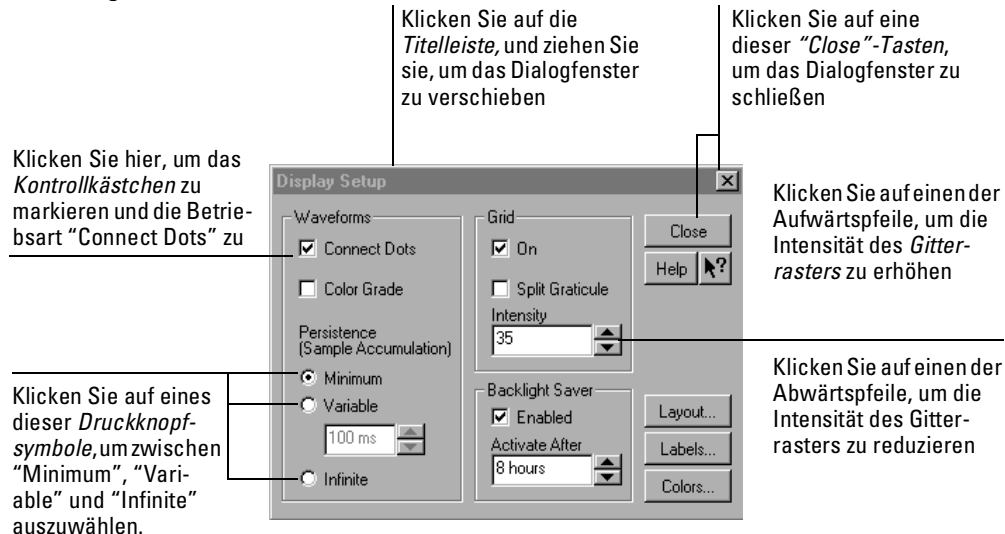 Klicken Sie auf die
Titelleiste, und ziehen Sie
sie, um das Dialogfenster
zu verschieben
Klicken Sie auf eine
dieser “Close”-Tasten,
um das Dialogfenster zu
schließen
Klicken Sie hier, um das
Kontrollkästchen zu
markieren und die Betrie-
bsart “Connect Dots” zu
Klicken Sie auf eines
dieser Druckknopf-
symbole, um zwischen
“Minimum”, “Vari-
able” und “Infinite”
auszuwählen.
Display Setup
Waveforms
Connect Dots
Color Grade
Persistence
(Sample Accumulation)
Minimum
Variable
100 ms
Infinite
Grid
On
Split Graticule
Intensity
35
Backlight Saver
Enabled
Activate After
8 hours
Close
Help ?
Layout...
Labels...
Colors...
Klicken Sie auf einen der
Aufwärtspfeile, um die
Intensität des Gitter-
rasters zu erhöhen
Klicken Sie auf einen der
Abwärtspfeile, um die
Intensität des Gitter-
rasters zu reduzieren